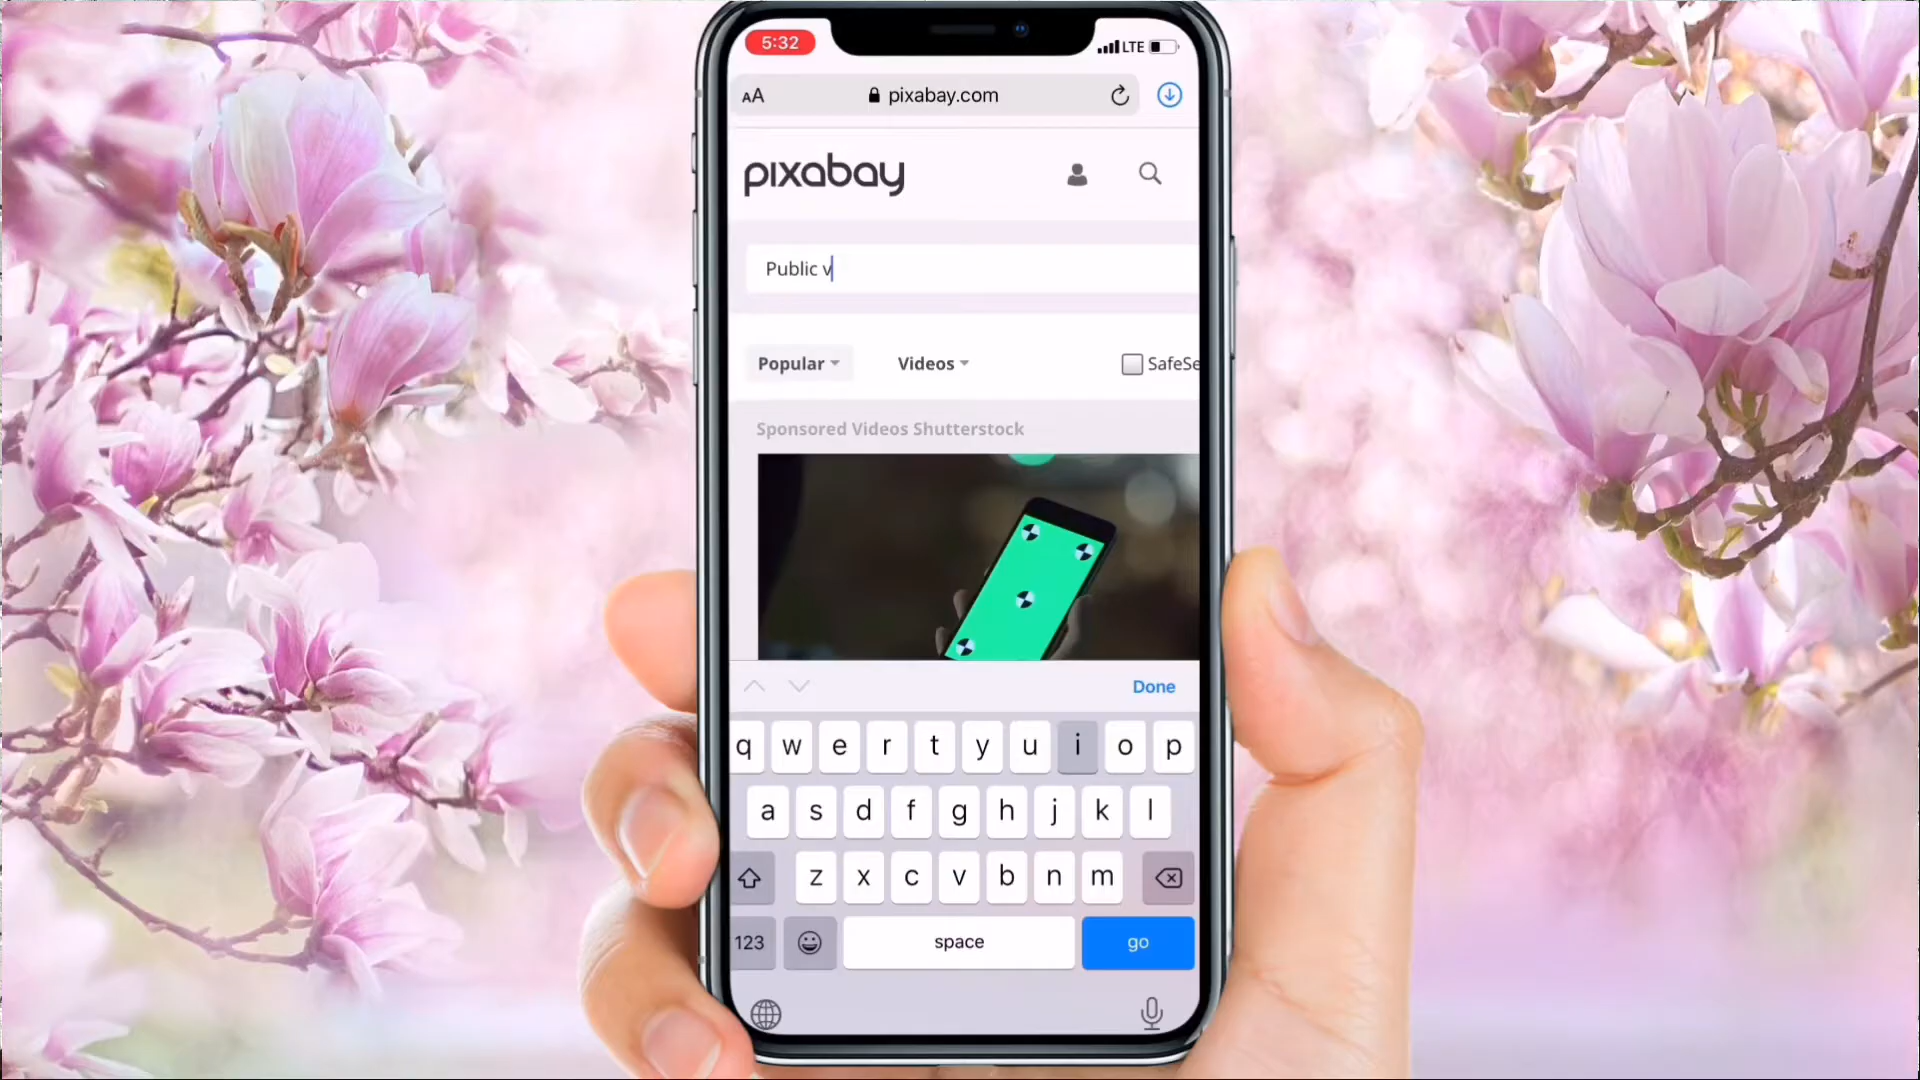 5:32
LTE
AA
pixabay.com
pixabay
Public v
Popular
Videos
SafeSe
Sponsored Videos Shutterstock
Done
q w e r t y u i o p
a s d f g h j k l
z x c v b n m
123
space
go